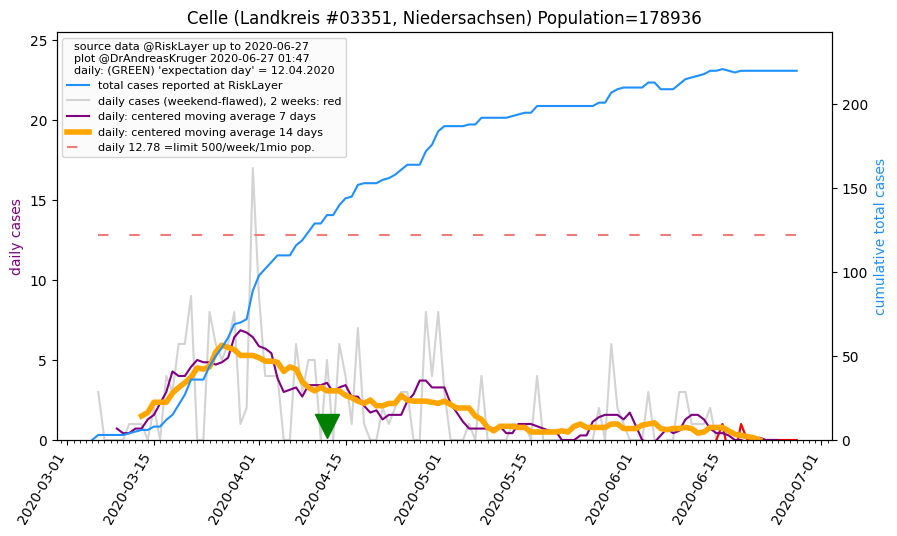 Celle (Landkreis #03351, Niedersachsen) Population=178936
source data @RiskLayer up to 2020-06-27
plot @DrAndreasKruger 2020-06-27 01:47
daily: (GREEN) 'expectation day' = 12.04.2020
total cases reported at RiskLayer
daily cases (weekend-flawed), 2 weeks: red
daily: centered moving average 7 days
daily: centered moving average 14 days
daily 12.78 =limit 500/week/1mio pop.
daily cases
25
20
15
10
5
0
cumulative total cases
200
150
100
50
0
2020-03-01
2020-03-15
2020-04-01
2020-04-15
2020-05-01
2020-05-15
2020-06-01
2020-06-15
2020-07-01